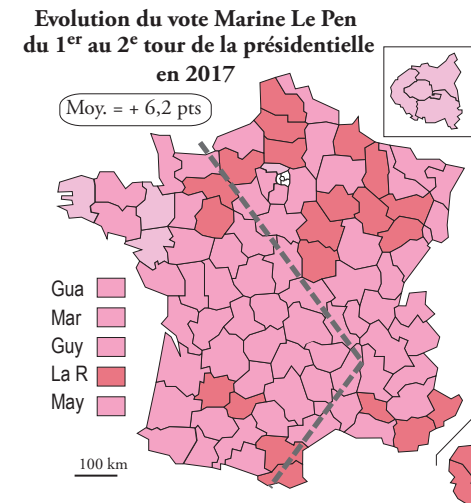 Evolution du vote Marine Le Pen
du 1er au 2e tour de la présidentielle
en 2017
Moy. = + 6,2 pts
Gua
Mar
Guy
La R
May
100 km